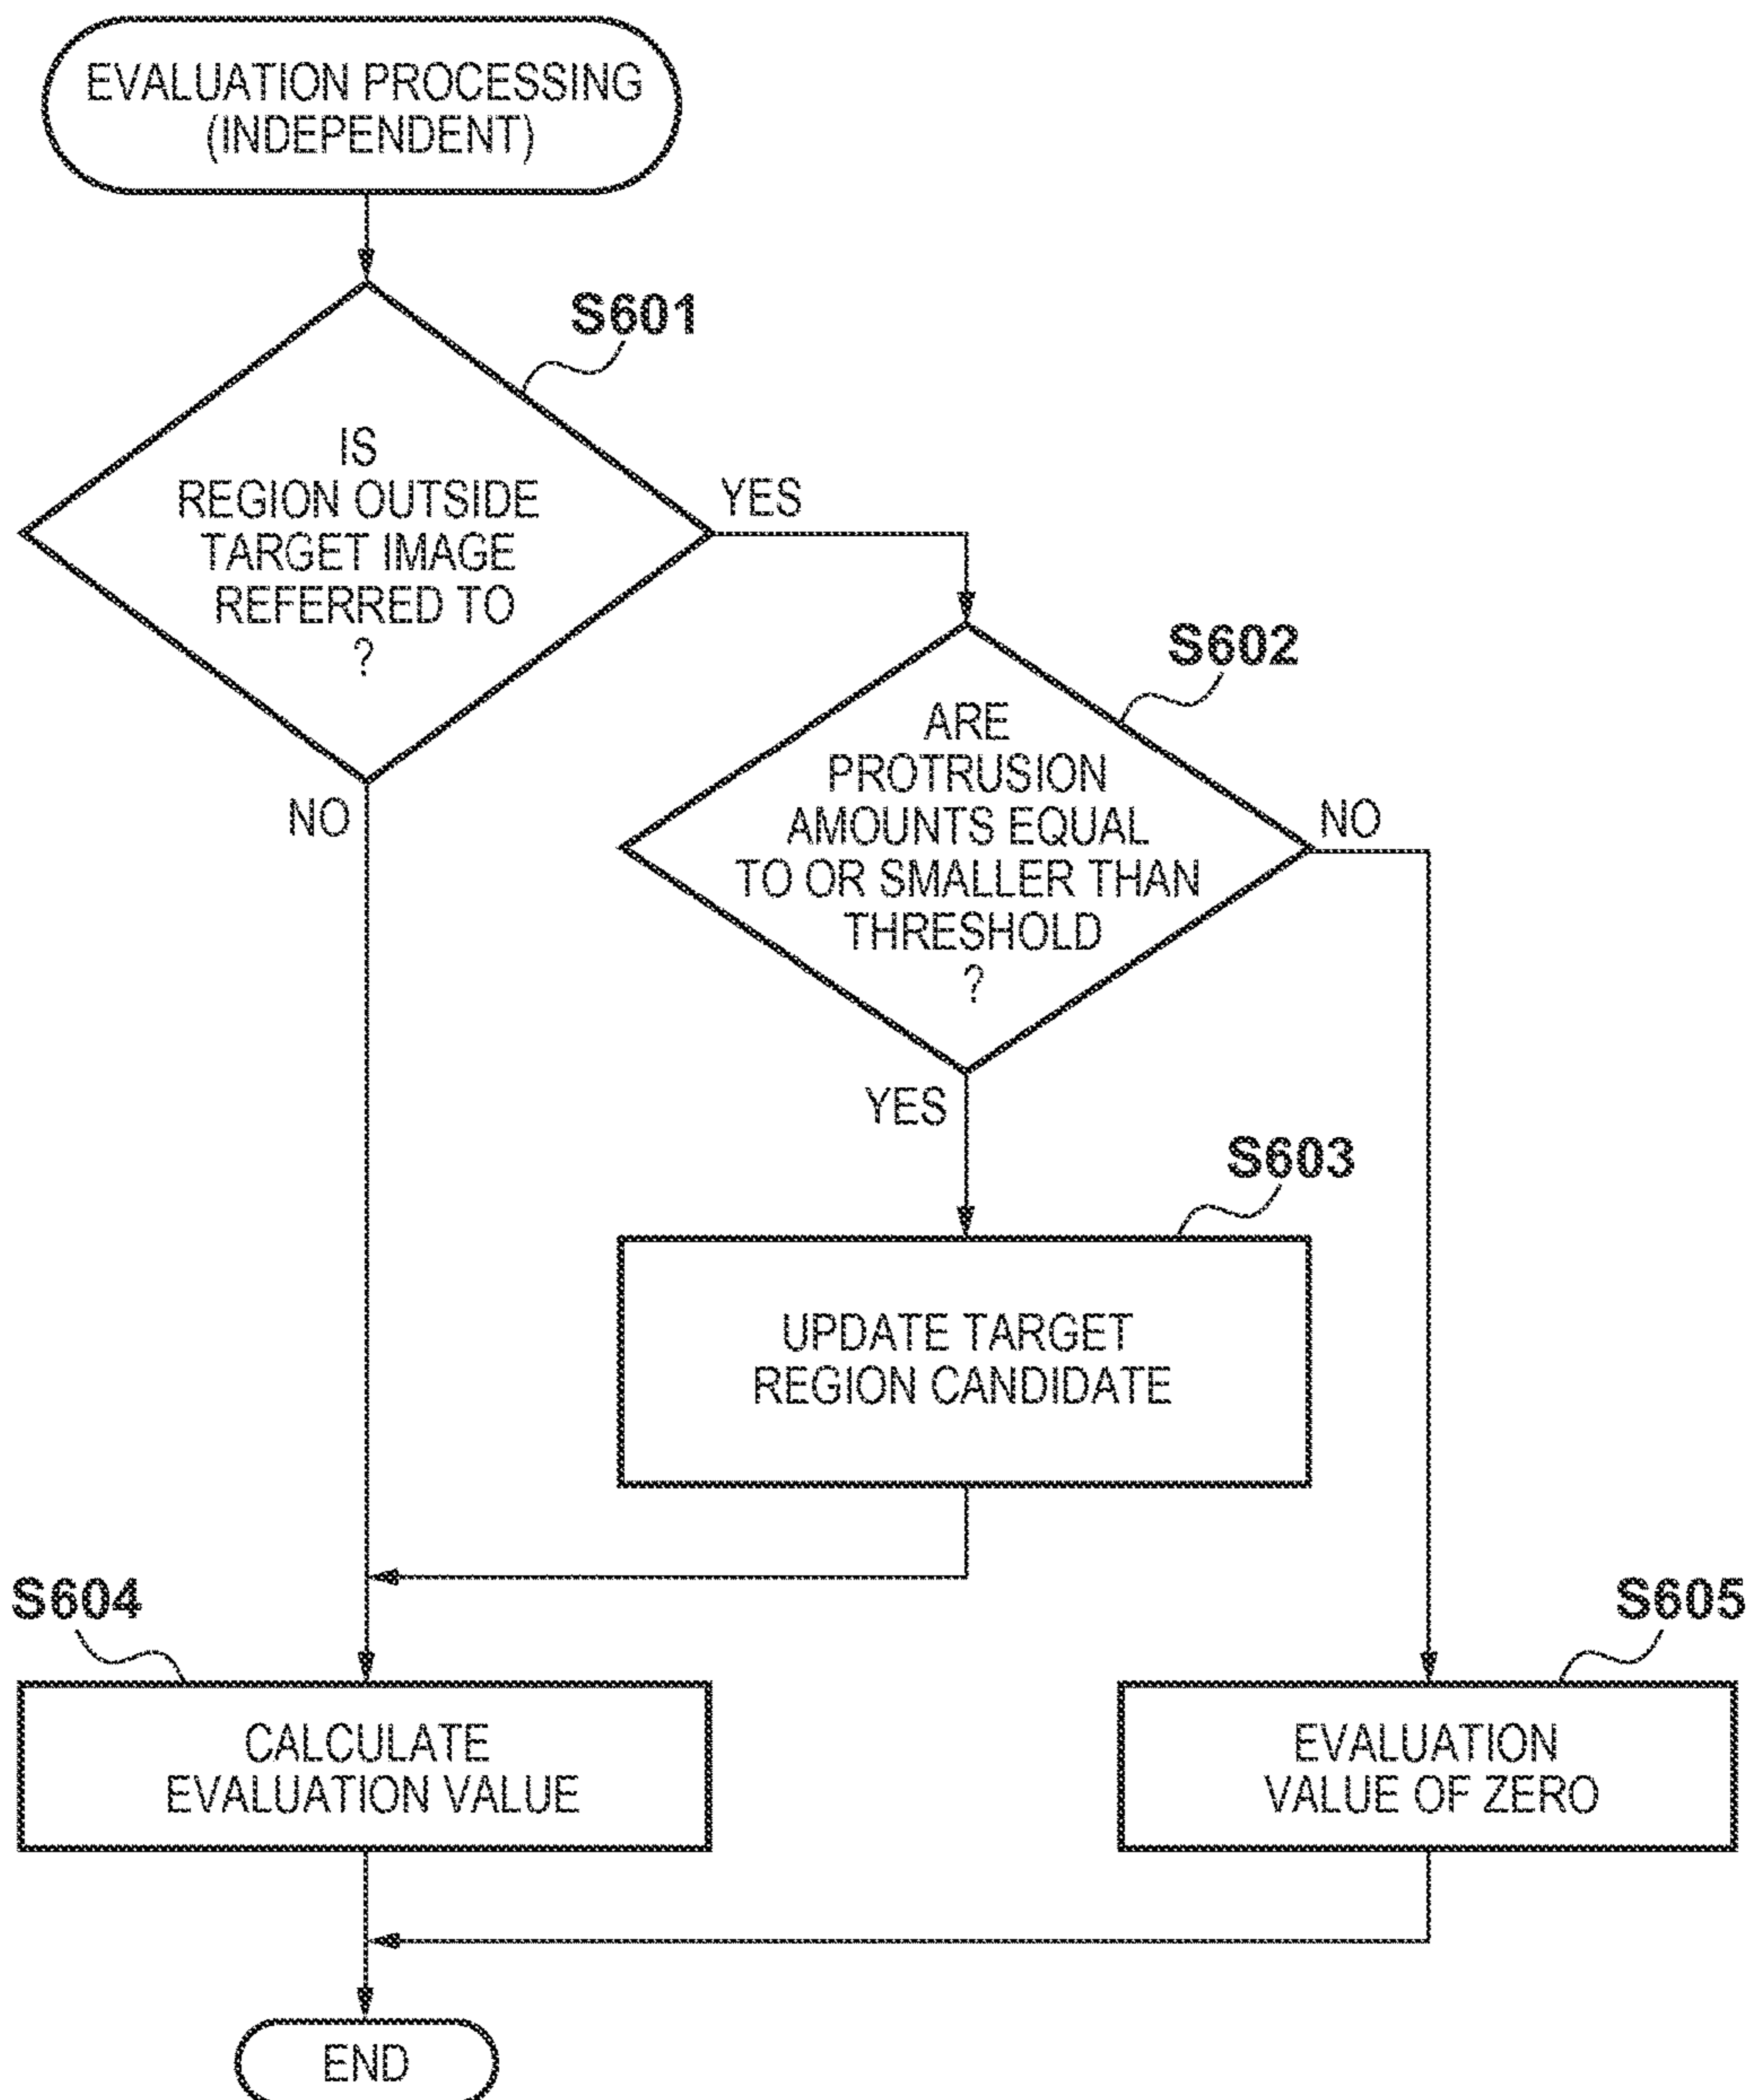 EVALUATION PROCESSING
(INDEPENDENT)
S601
IS
REGION OUTSIDE
TARGET IMAGE
REFERRED TO
?
YES
NO
S602
ARE
PROTRUSION
AMOUNTS EQUAL
TO OR SMALLER THAN
THRESHOLD
?
NO
YES
S603
UPDATE TARGET
REGION CANDIDATE
S604
CALCULATE
EVALUATION VALUE
S605
EVALUATION
VALUE OF ZERO
END